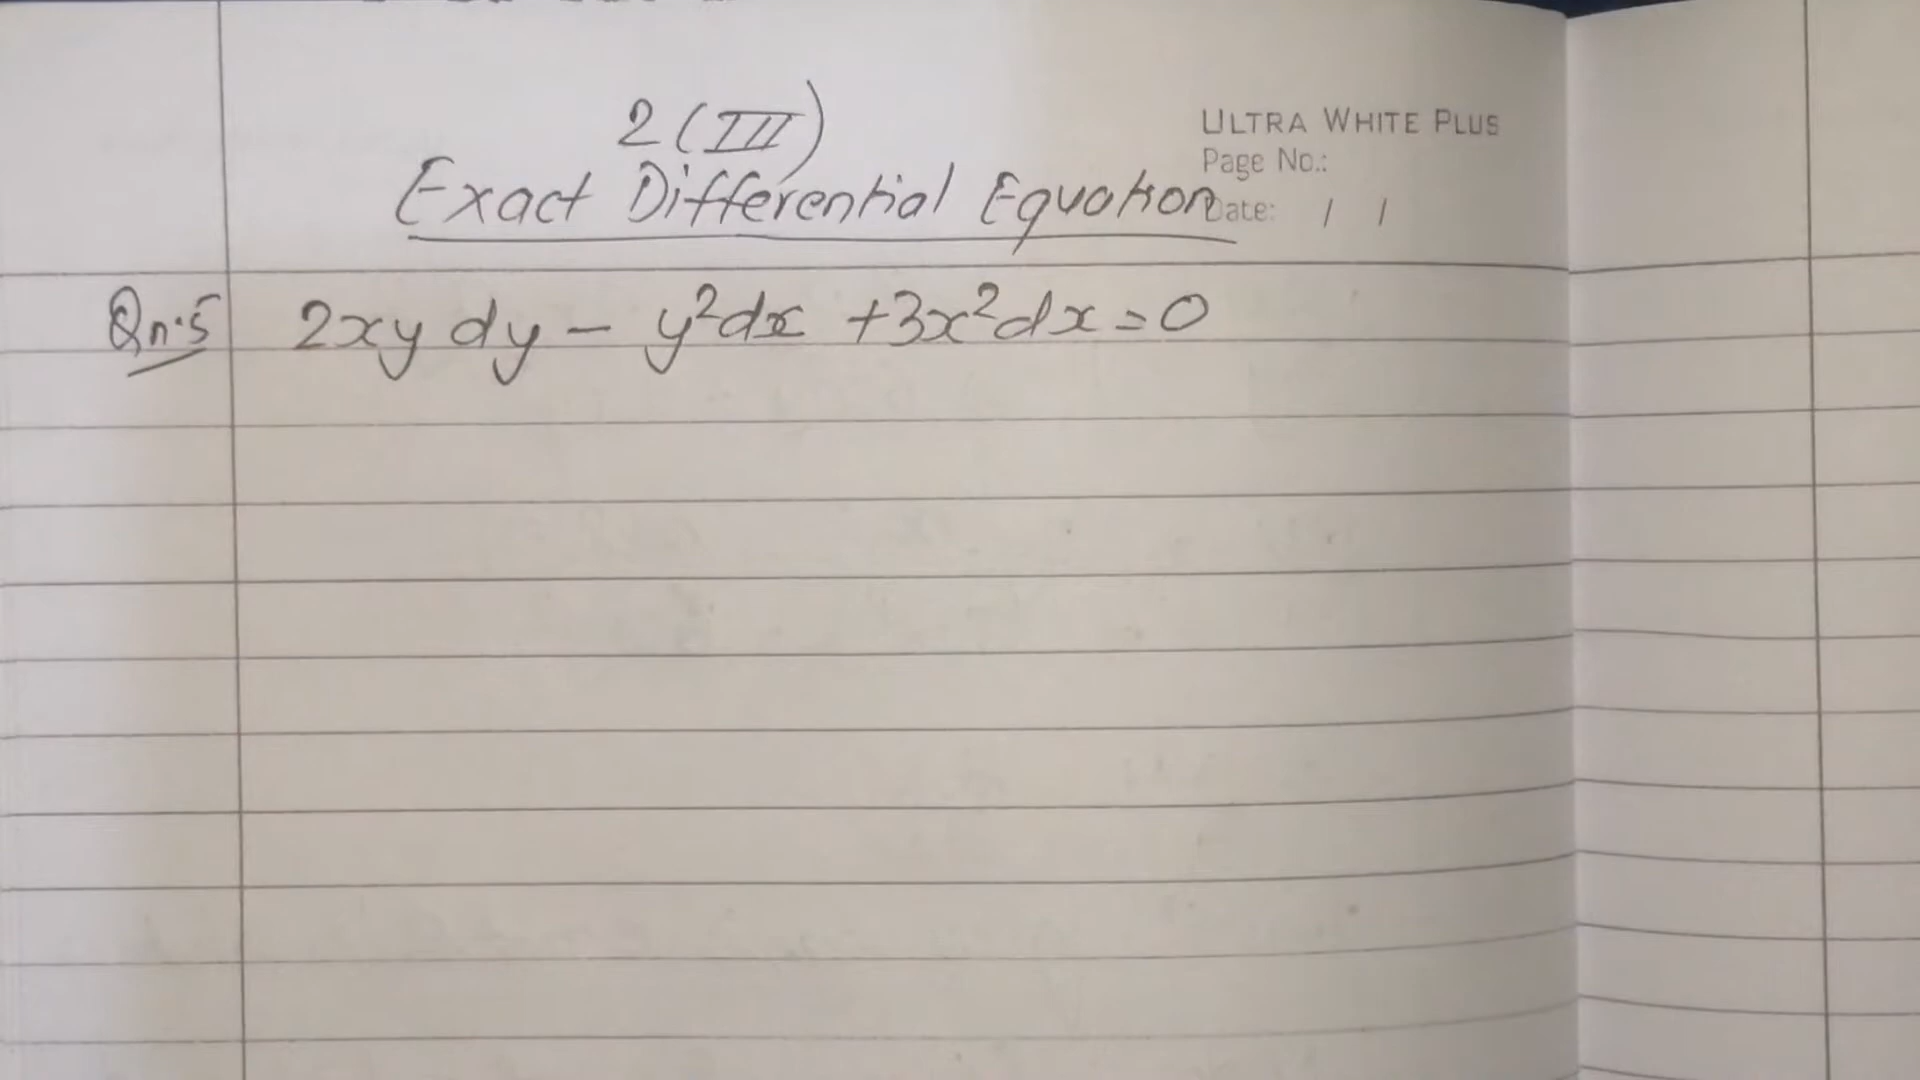 2 (III)
ULTRA WHITE PLUS
Page No.:
Exact Differential Equation
Date: / /
Qn.5 2xy dy - y²dx +3x²dx = 0